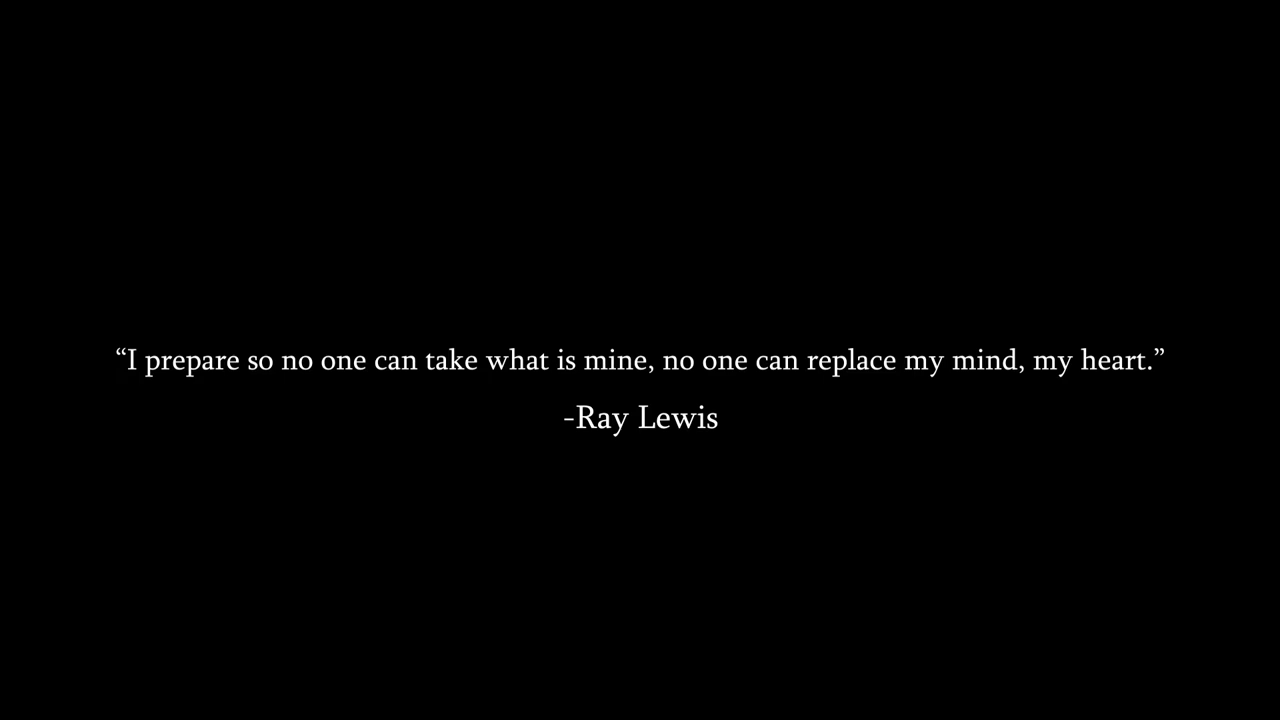 “I prepare so no one can take what is mine, no one can replace my mind, my heart.”
-Ray Lewis